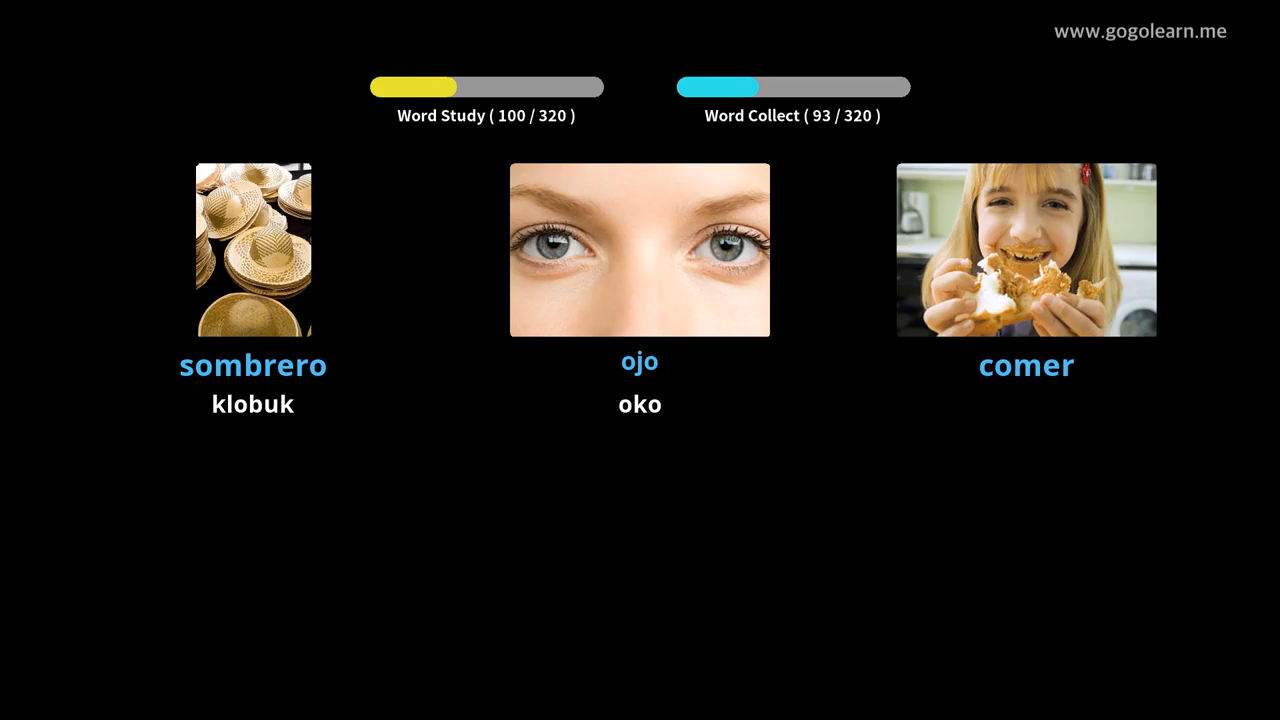 www.gogolearn.me
Word Study ( 100 / 320 )
Word Collect ( 93 / 320 )
sombrero
klobuk
ojo
oko
comer